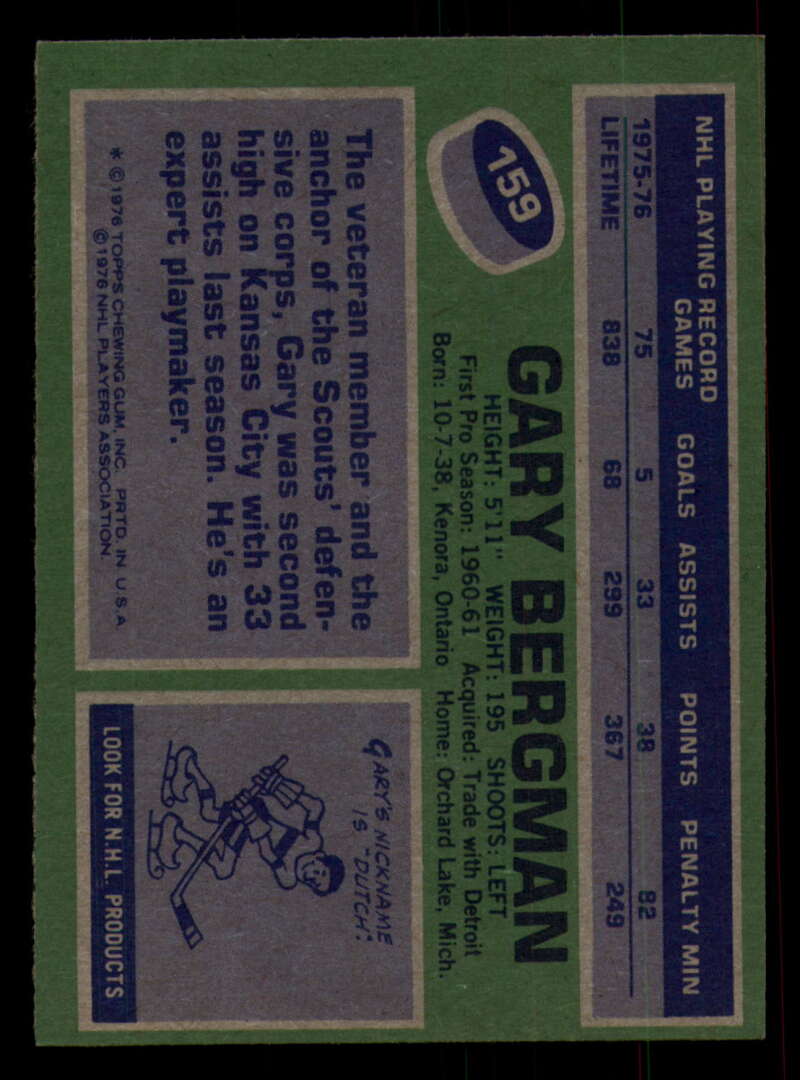 NHL PLAYING RECORD
GAMES GOALS ASSISTS POINTS PENALTY MIN
1975-76 75 5 33 38 82
LIFETIME 838 68 299 367 249
159
GARY BERGMAN
HEIGHT: 5'11" WEIGHT: 195 SHOOTS: LEFT
First Pro Season: 1960-61 Acquired: Trade with Detroit
Born: 10-7-38, Kenora, Ontario Home: Orchard Lake, Mich.
The veteran member and the
anchor of the Scouts' defen-
sive corps, Gary was second
high on Kansas City with 33
assists last season. He's an
expert playmaker.
* ©1976 TOPPS CHEWING GUM, INC. PRTD. IN U.S.A
©1976 NHL PLAYERS ASSOCIATION.
GARY'S NICKNAME
IS "DUTCH".
LOOK FOR N.H.L. PRODUCTS